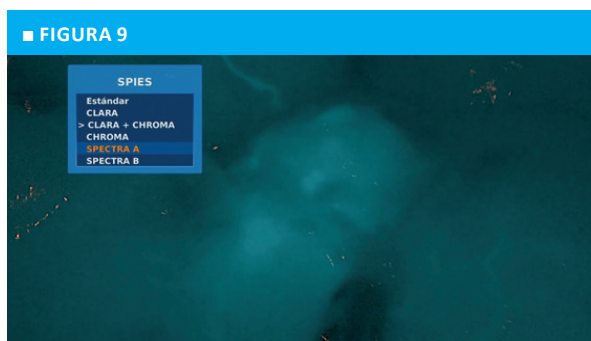 ■ FIGURA 9
SPIES
Estándar
CLARA
> CLARA + CHROMA
CHROMA
SPECTRA A
SPECTRA B